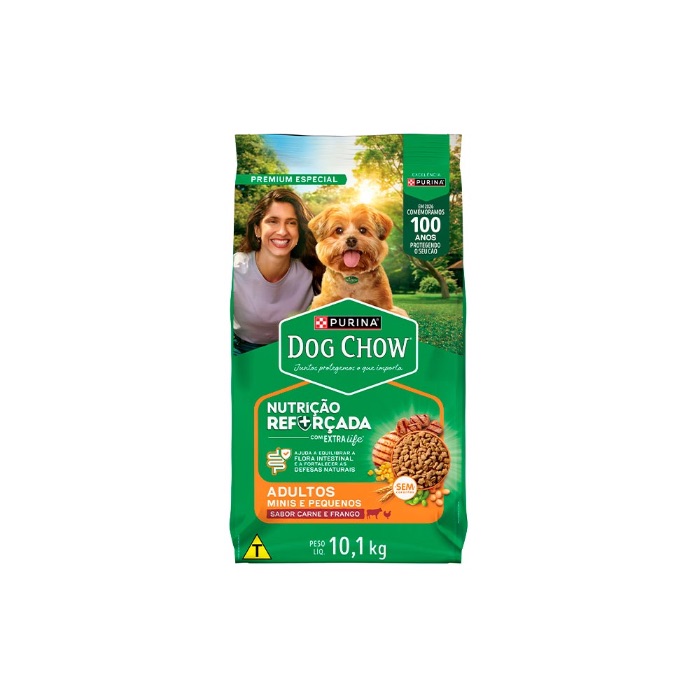 PREMIUM ESPECIAL
EXCELÊNCIA
PURINA
EM 2026
COMEMORAMOS
100
ANOS
PROTEGENDO
O SEU CÃO
PURINA®
DOG CHOW®
Juntos protegemos o que importa
NUTRIÇÃO
REFORÇADA
COM EXTRA life®
AJUDA A EQUILIBRAR A
FLORA INTESTINAL
E A FORTALECER AS
DEFESAS NATURAIS
SEM
ADULTOS
MINIS E PEQUENOS
SABOR CARNE E FRANGO
T
PESO
LÍQ.
10,1 kg